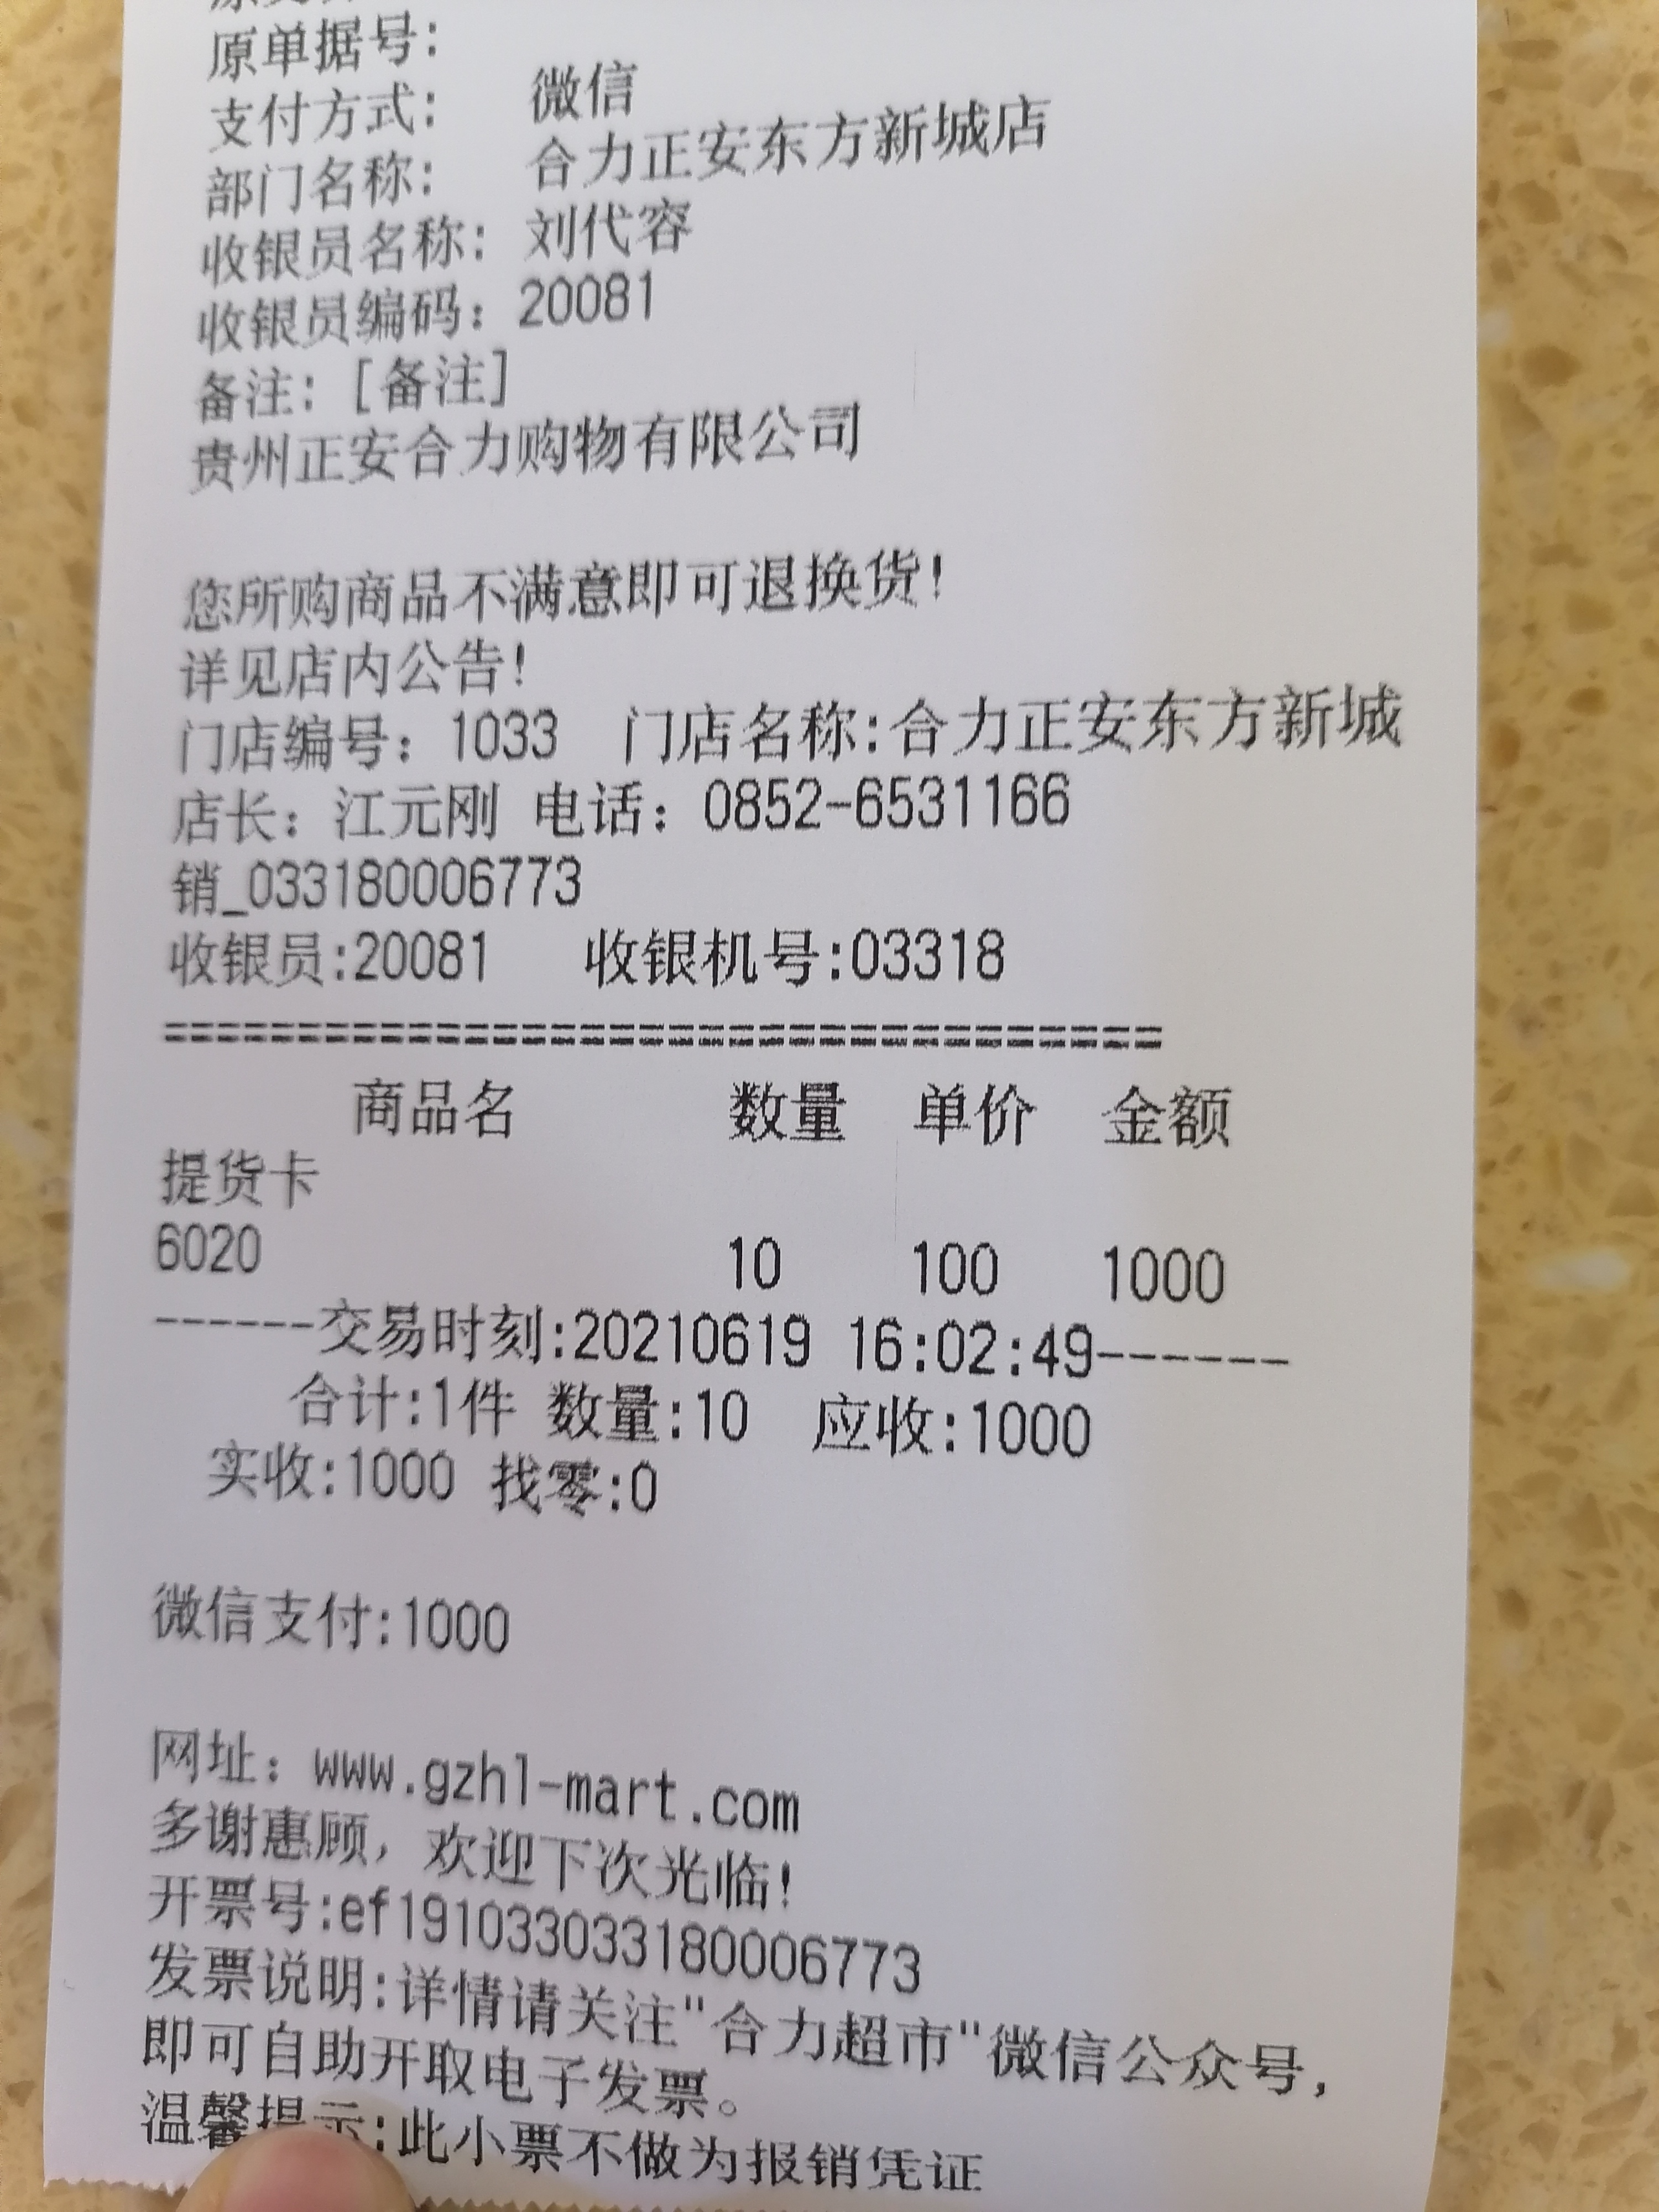 原单据号:
支付方式: 微信
部门名称: 合力正安东方新城店
收银员名称: 刘代容
收银员编码: 20081
备注: [备注]
贵州正安合力购物有限公司
您所购商品不满意即可退换货!
详见店内公告!
门店编号: 1033 门店名称:合力正安东方新城
店长: 江元刚 电话: 0852-6531166
销_033180006773
收银员:20081 收银机号:03318
====================================
商品名 数量 单价 金额
提货卡
6020 10 100 1000
------交易时刻:20210619 16:02:49------
合计:1件 数量:10 应收:1000
实收:1000 找零:0
微信支付:1000
网址: www.gzhl-mart.com
多谢惠顾, 欢迎下次光临!
开票号:ef191033033180006773
发票说明:详情请关注"合力超市"微信公众号,
即可自助开取电子发票。
温馨提示:此小票不做为报销凭证